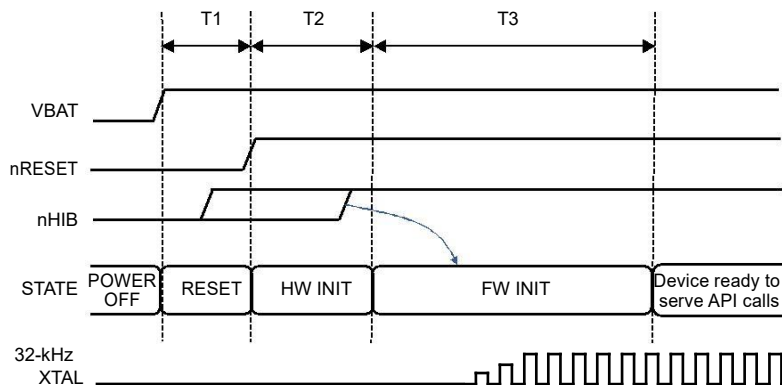 T1 T2 T3
VBAT
nRESET
nHIB
STATE
POWER
OFF
RESET
HW INIT
FW INIT
Device ready to
serve API calls
32-kHz
XTAL